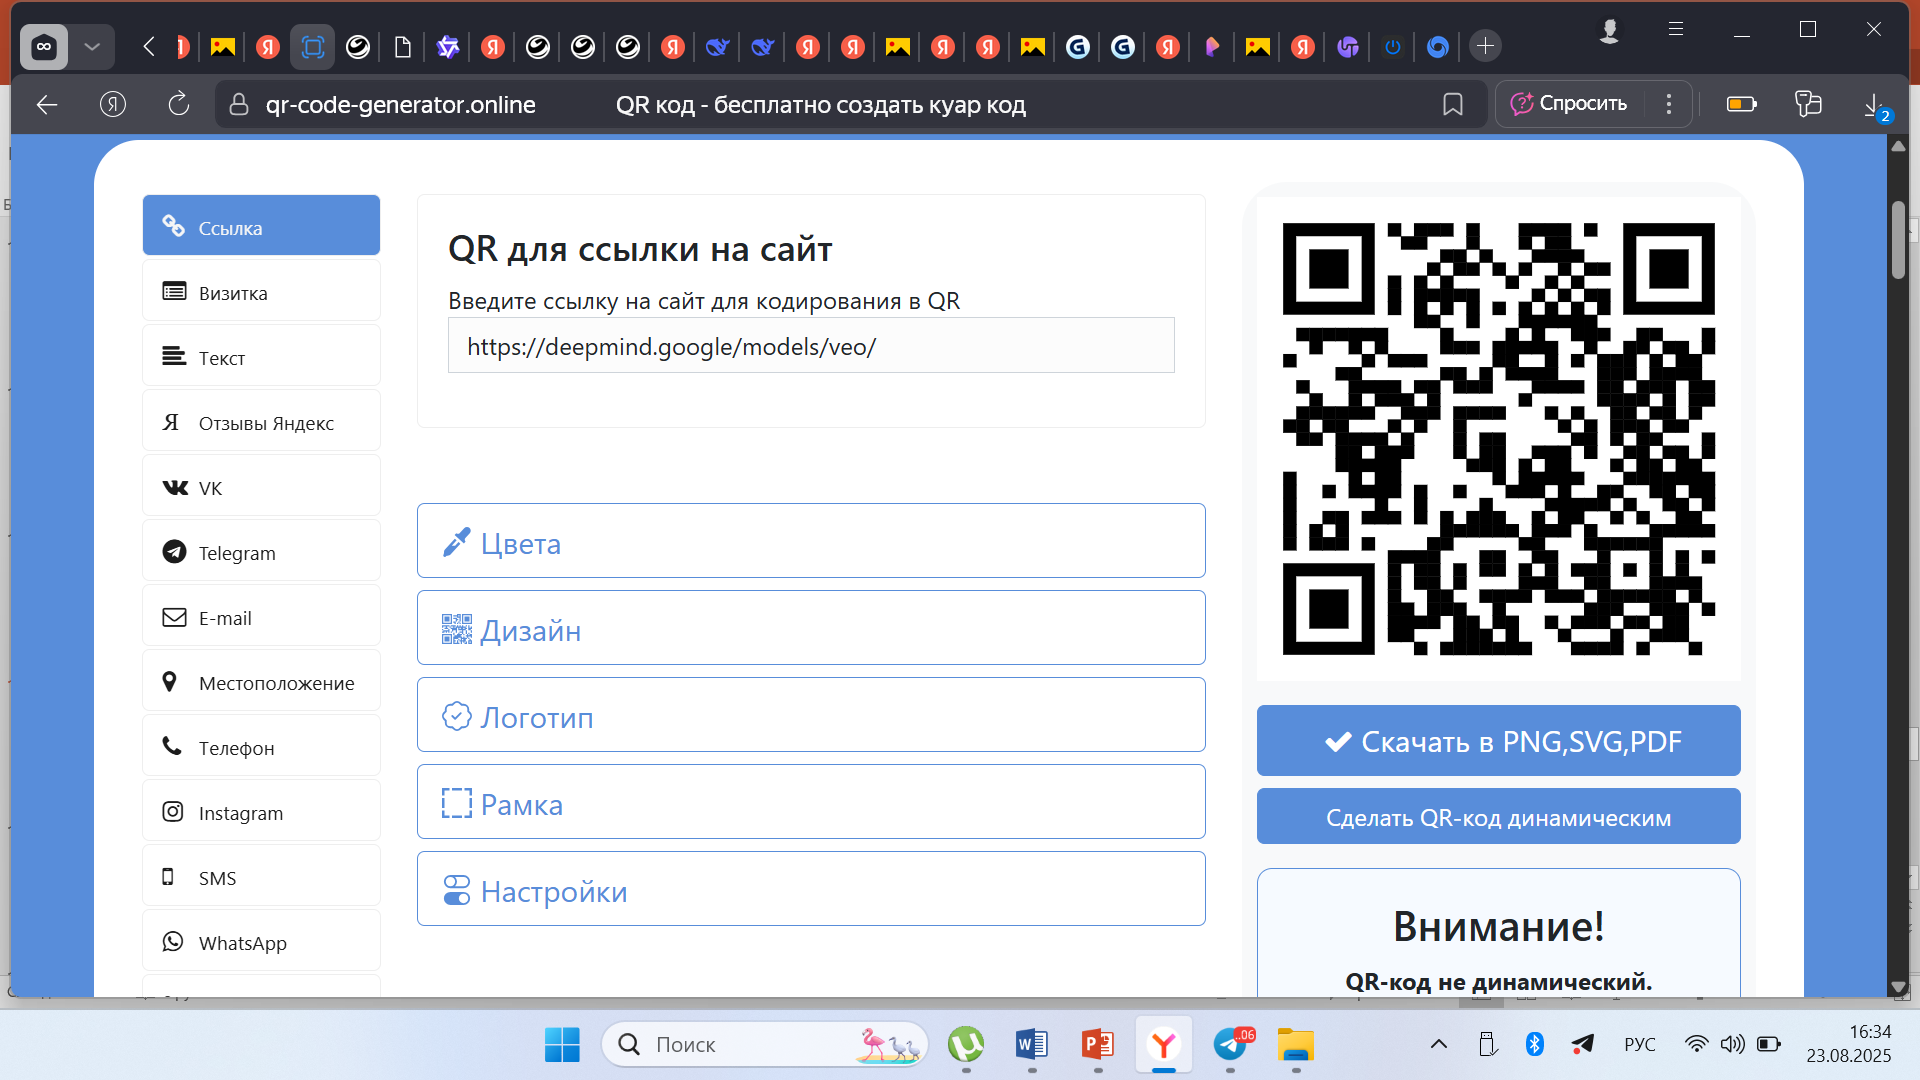 qr-code-generator.online
QR код - бесплатно создать куар код
Спросить
2
Ссылка
Визитка
Текст
Я Отзывы Яндекс
VK
Telegram
E-mail
Местоположение
Телефон
Instagram
SMS
WhatsApp
QR для ссылки на сайт
Введите ссылку на сайт для кодирования в QR
https://deepmind.google/models/veo/
Цвета
Дизайн
Логотип
Рамка
Настройки
Скачать в PNG,SVG,PDF
Сделать QR-код динамическим
Внимание!
QR-код не динамический.
Поиск
..06
РУС
16:34
23.08.2025